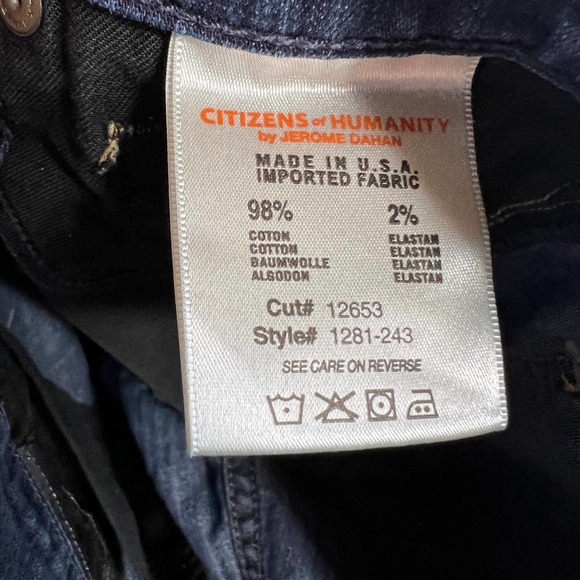 CITIZENS of HUMANITY
by JEROME DAHAN
MADE IN U.S.A.
IMPORTED FABRIC
98% 2%
COTON ELASTAN
COTTON ELASTAN
BAUMWOLLE ELASTAN
ALGODON ELASTAN
Cut# 12653
Style# 1281-243
SEE CARE ON REVERSE